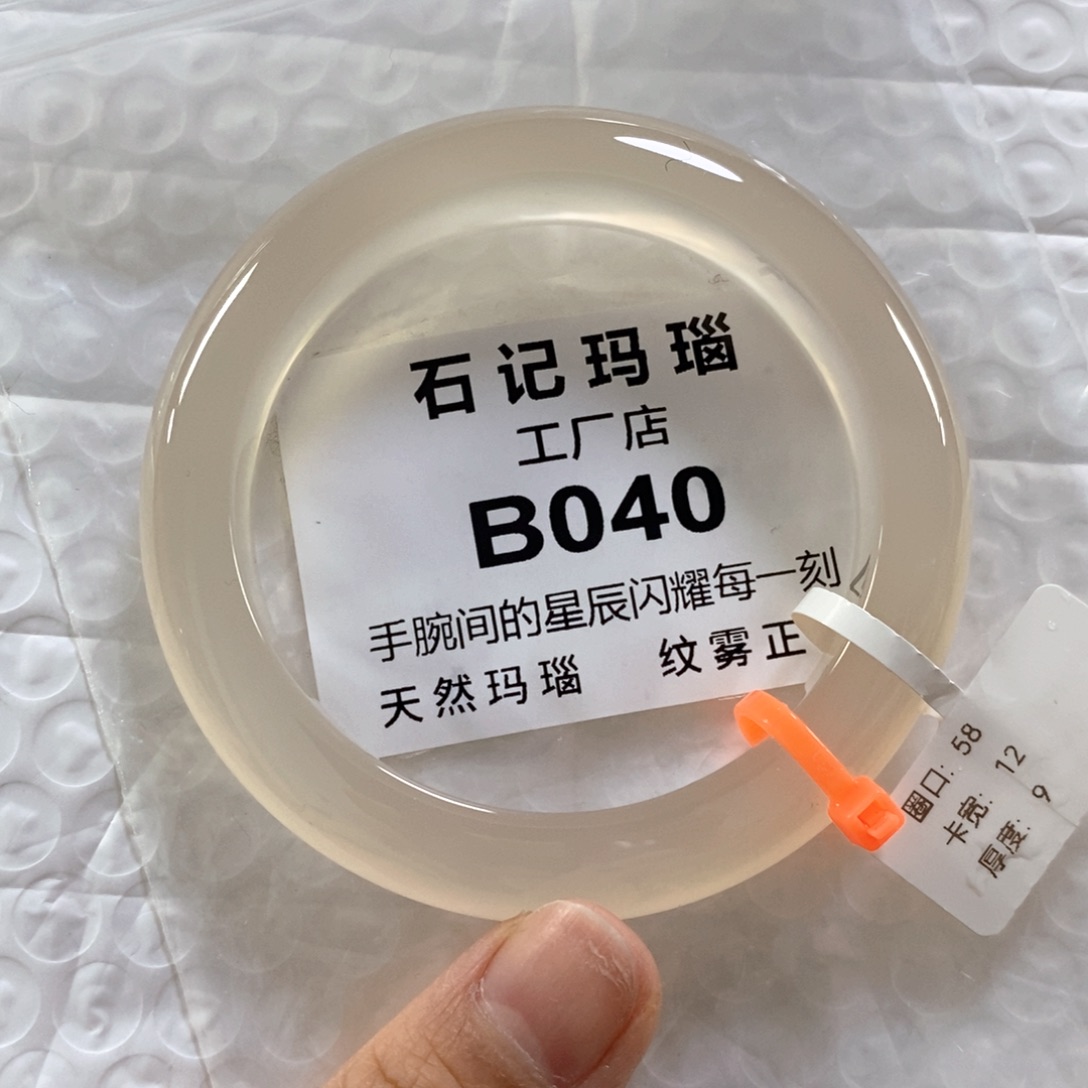 石记玛瑙
工厂店
B040
手腕间的星辰闪耀每一刻
天然玛瑙 纹雾正
圈口: 58
卡宽: 12
厚度: 9